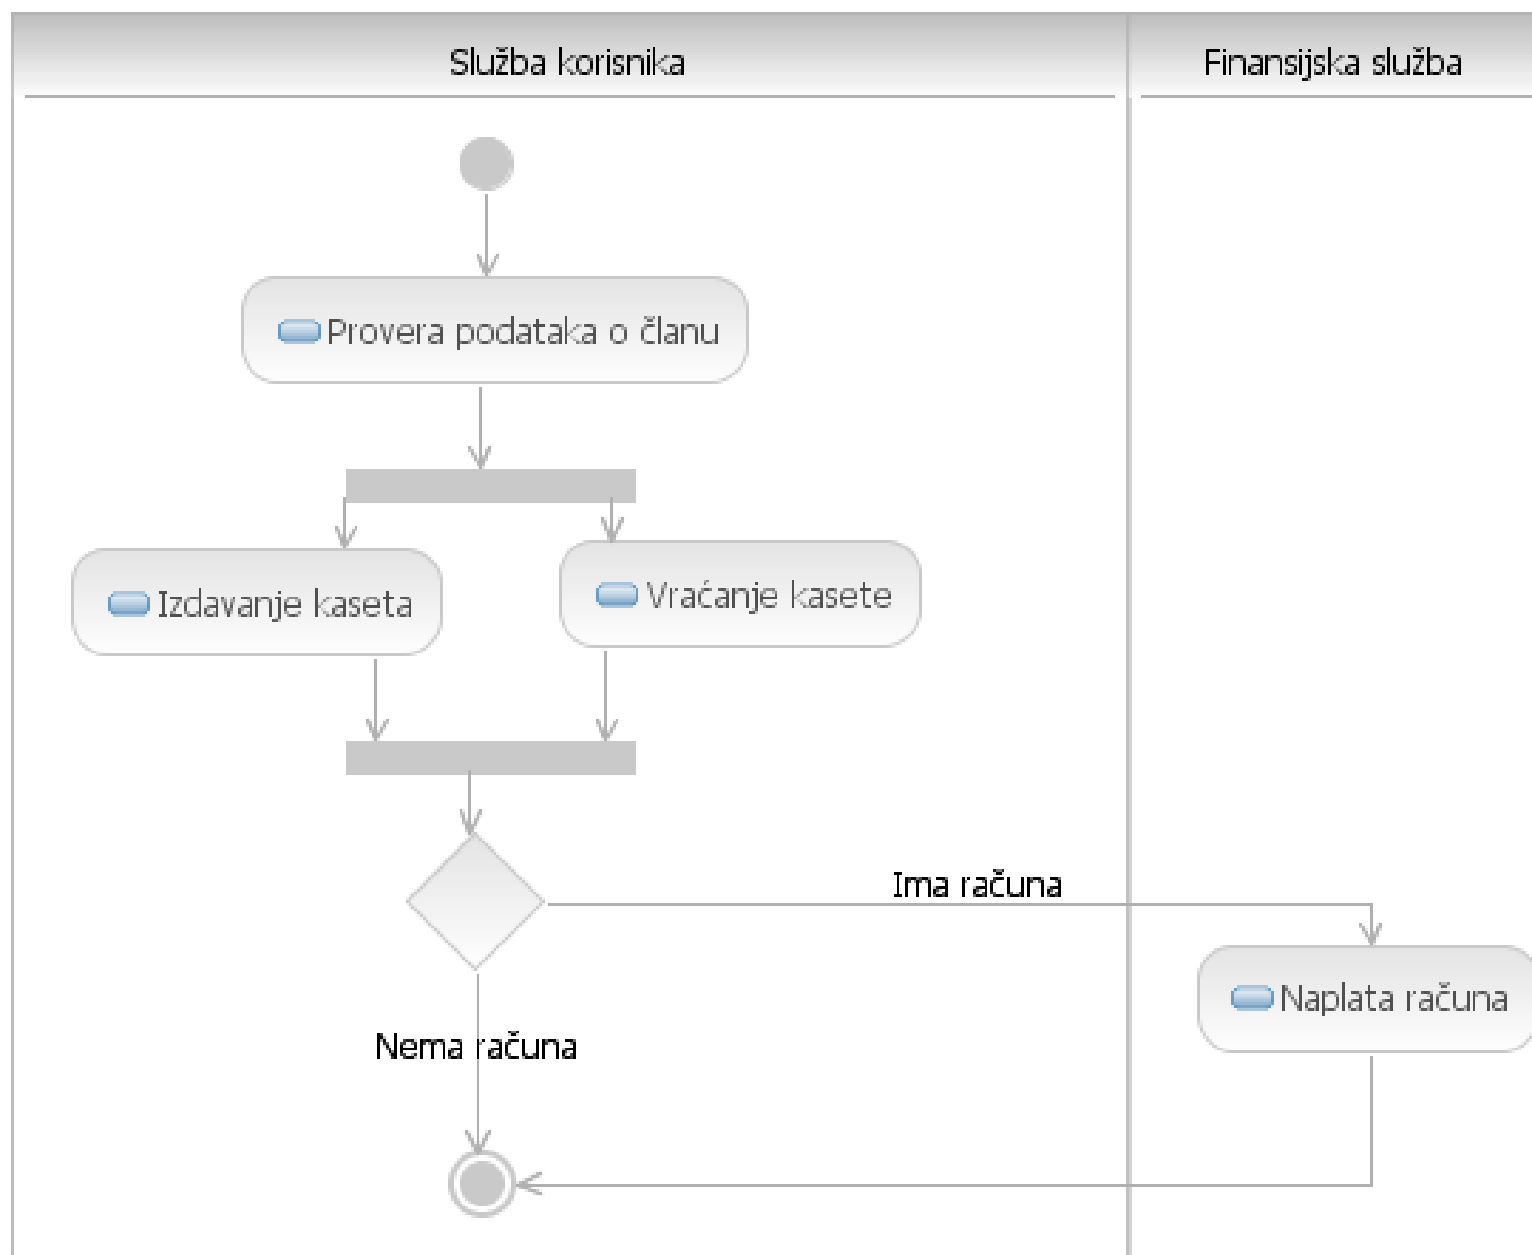 Služba korisnika
Finansijska služba
Provera podataka o članu
Izdavanje kaseta
Vraćanje kasete
Ima računa
Naplata računa
Nema računa